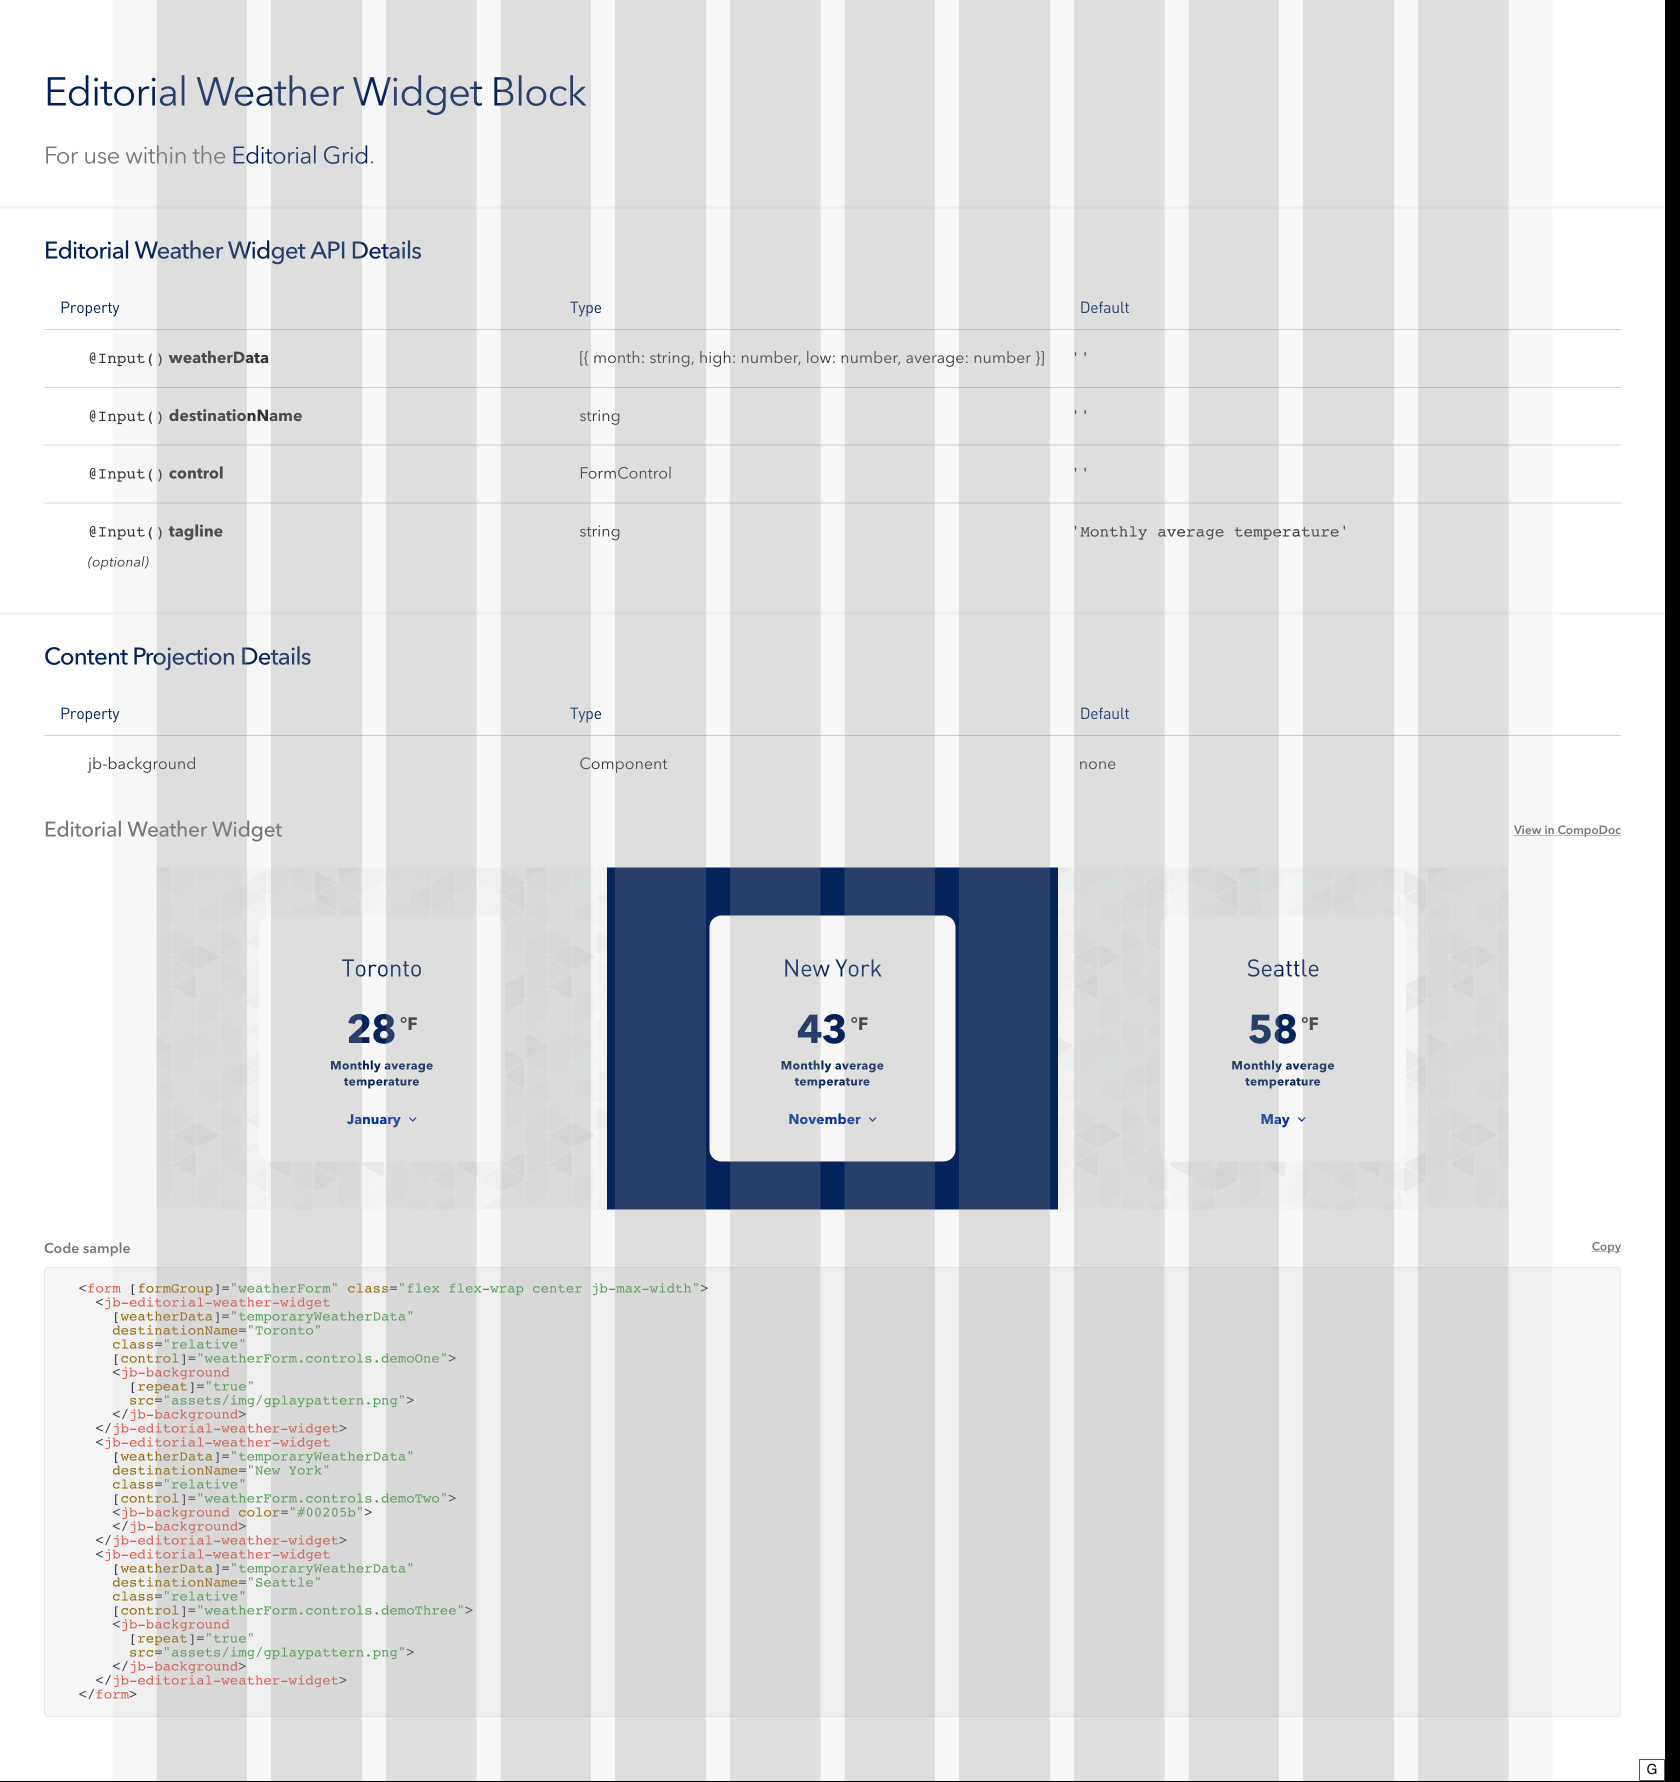 Editorial Weather Widget Block
For use within the Editorial Grid.
Editorial Weather Widget API Details
Property Type Default
@Input() weatherData [{ month: string, high: number, low: number, average: number }] ''
@Input() destinationName string ''
@Input() control FormControl ''
@Input() tagline string 'Monthly average temperature'
(optional)
Content Projection Details
Property Type Default
jb-background Component none
Editorial Weather Widget View in CompoDoc
Toronto
28 °F
Monthly average
temperature
January
New York
43 °F
Monthly average
temperature
November
Seattle
58 °F
Monthly average
temperature
May
Code sample Copy
<form [formGroup]="weatherForm" class="flex flex-wrap center jb-max-width">
<jb-editorial-weather-widget
[weatherData]="temporaryWeatherData"
destinationName="Toronto"
class="relative"
[control]="weatherForm.controls.demoOne">
<jb-background
[repeat]="true"
src="assets/img/gplaypattern.png">
</jb-background>
</jb-editorial-weather-widget>
<jb-editorial-weather-widget
[weatherData]="temporaryWeatherData"
destinationName="New York"
class="relative"
[control]="weatherForm.controls.demoTwo">
<jb-background color="#00205b">
</jb-background>
</jb-editorial-weather-widget>
<jb-editorial-weather-widget
[weatherData]="temporaryWeatherData"
destinationName="Seattle"
class="relative"
[control]="weatherForm.controls.demoThree">
<jb-background
[repeat]="true"
src="assets/img/gplaypattern.png">
</jb-background>
</jb-editorial-weather-widget>
</form>
G